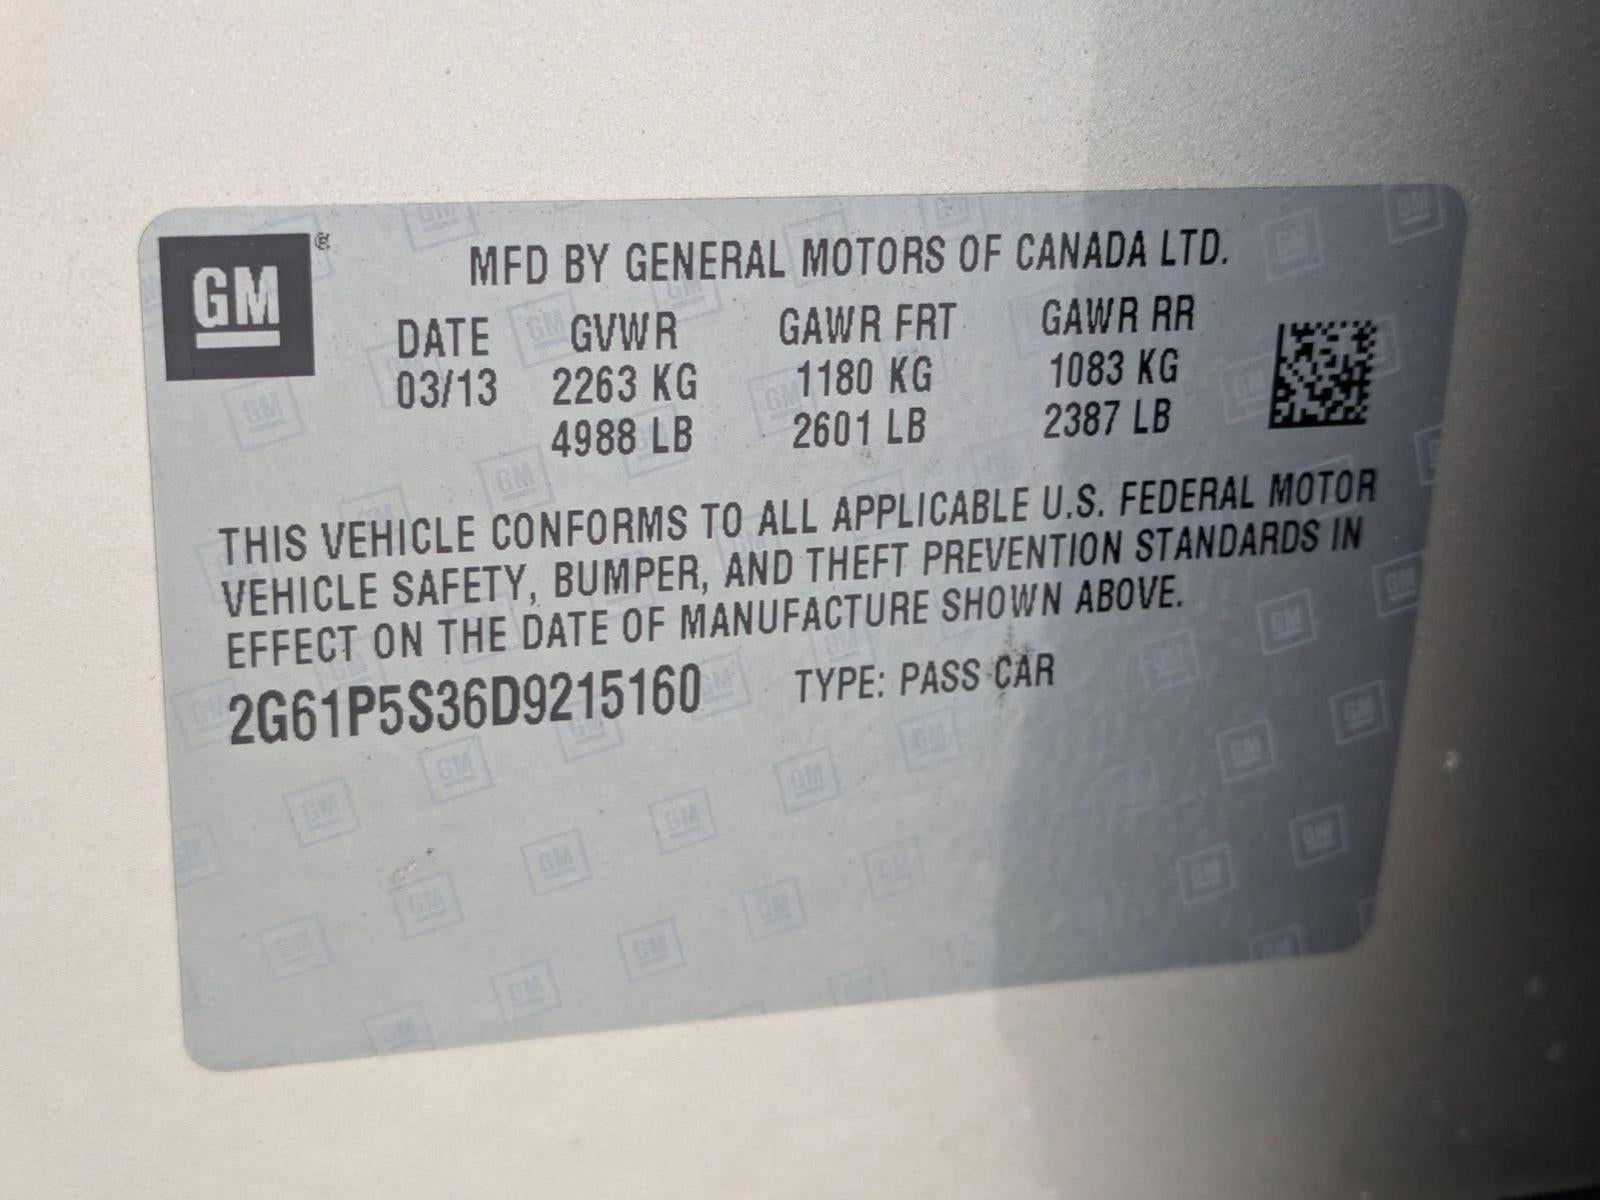 GM ®
MFD BY GENERAL MOTORS OF CANADA LTD.
DATE GVWR GAWR FRT GAWR RR
03/13 2263 KG 1180 KG 1083 KG
4988 LB 2601 LB 2387 LB
THIS VEHICLE CONFORMS TO ALL APPLICABLE U.S. FEDERAL MOTOR
VEHICLE SAFETY, BUMPER, AND THEFT PREVENTION STANDARDS IN
EFFECT ON THE DATE OF MANUFACTURE SHOWN ABOVE.
2G61P5S36D9215160 TYPE: PASS CAR